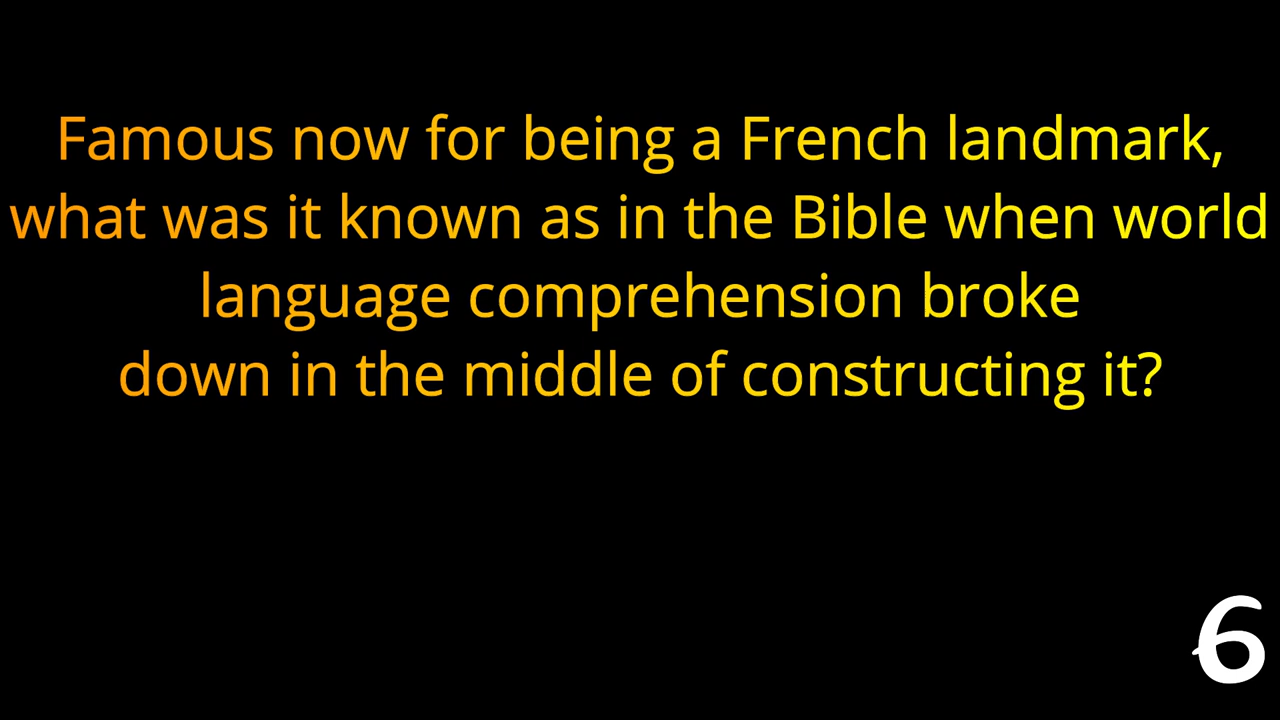 Famous now for being a French landmark,
what was it known as in the Bible when world
language comprehension broke
down in the middle of constructing it?
6